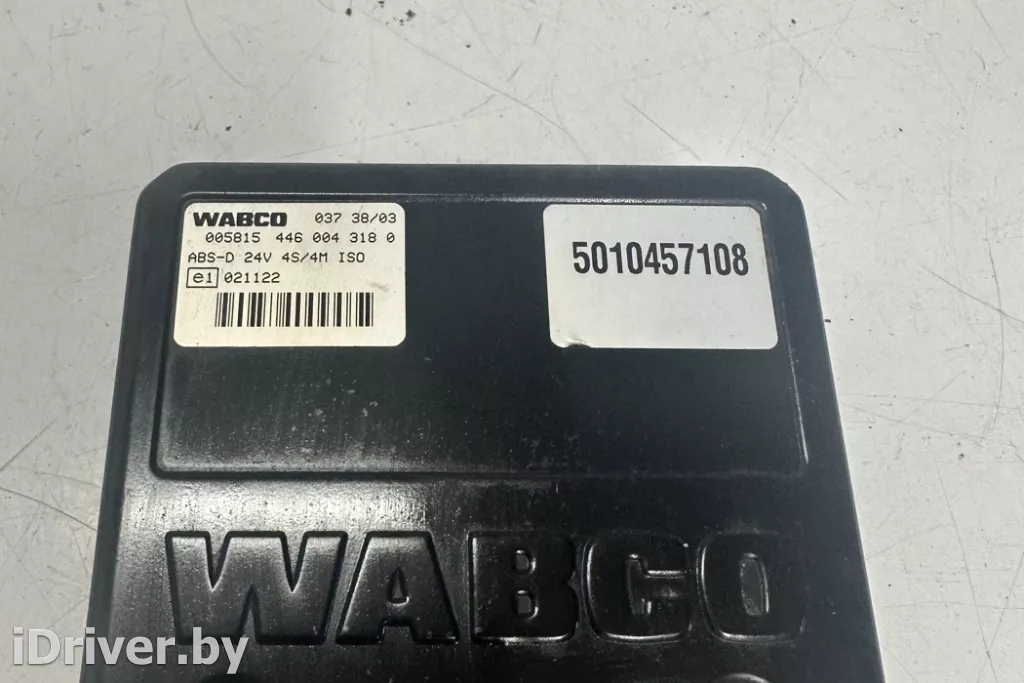 WABCO 037 38/03
005815 446 004 318 0
ABS-D 24V 4S/4M ISO
e1 021122
5010457108
WABCO
iDriver.by